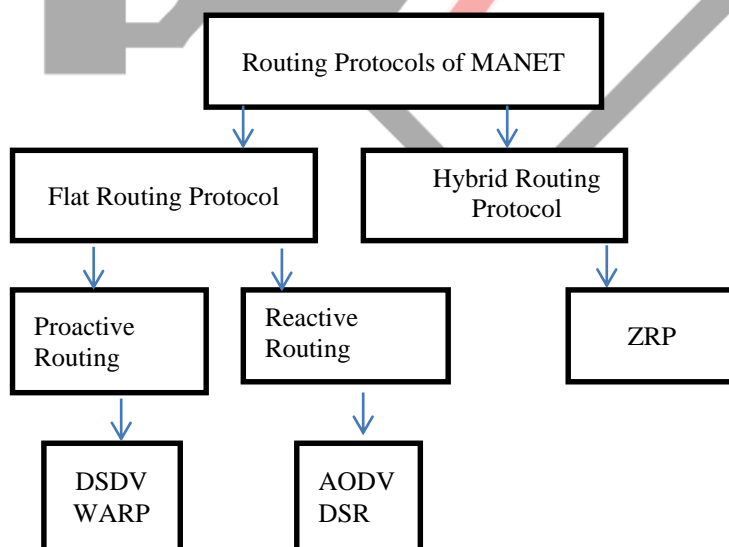 Routing Protocols of MANET
Flat Routing Protocol
Hybrid Routing
Protocol
Proactive
Routing
Reactive
Routing
ZRP
DSDV
WARP
AODV
DSR